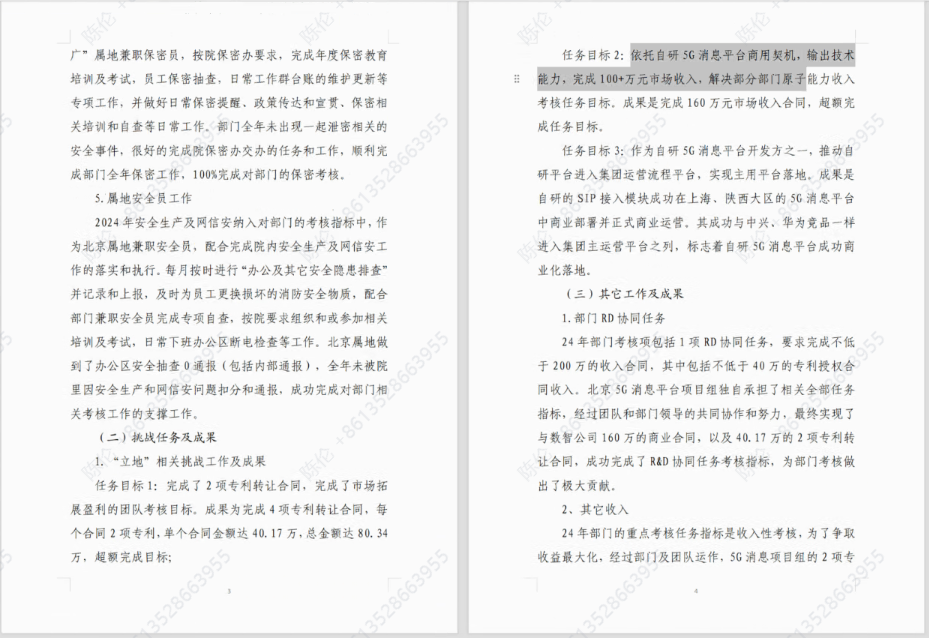 广”属地兼职保密员，按院保密办要求，完成年度保密教育
培训及考试，员工保密抽查，日常工作群台账的维护更新等
专项工作，并做好日常保密提醒、政策传达和宣贯、保密相
关培训和自查等日常工作。部门全年未出现一起泄密相关的
安全事件，很好的完成院保密办交办的任务和工作，顺利完
成部门全年保密工作，100%完成对部门的保密考核。
5.属地安全员工作
2024年安全生产及网信安纳入对部门的考核指标中，作
为北京属地兼职安全员，配合完成院内安全生产及网信安工
作的落实和执行。每月按时进行“办公及其它安全隐患排查”
并记录和上报，及时为员工更换损坏的消防安全物质，配合
部门兼职安全员完成专项自查，按院要求组织和或参加相关
培训及考试，日常下班办公区断电检查等工作。北京属地做
到了办公区安全抽查0通报（包括内部通报），全年未被院
里因安全生产和网信安问题扣分和通报，成功完成对部门相
关考核工作的支撑工作。
（二）挑战任务及成果
1.“立地”相关挑战工作及成果
任务目标1：完成了2项专利转让合同，完成了市场拓
展盈利的团队考核目标。成果为完成4项专利转让合同，每
个合同2项专利，单个合同金额达40.17万，总金额达80.34
万，超额完成目标；
3
任务目标2：依托自研5G消息平台商用契机，输出技术
能力，完成100+万元市场收入，解决部分部门原子能力收入
考核任务目标。成果是完成160万元市场收入合同，超额完
成任务目标。
任务目标3：作为自研5G消息平台开发方之一，推动自
研平台进入集团运营流程平台，实现主用平台落地。成果是
自研的SIP接入模块成功在上海、陕西大区的5G消息平台
中商业部署并正式商业运营。其成功与中兴、华为竞品一样
进入集团主运营平台之列，标志着自研5G消息平台成功商
业化落地。
（三）其它工作及成果
1.部门RD协同任务
24年部门考核项包括1项RD协同任务，要求完成不低
于200万的收入合同，其中包括不低于40万的专利授权合
同收入。北京5G消息平台项目组独自承担了相关全部任务
指标，经过团队和部门领导的共同协作和努力，最终实现了
与数智公司160万的商业合同，以及40.17万的2项专利转
让合同，成功完成了R&D协同任务考核指标，为部门考核做
出了极大贡献。
2、其它收入
24年部门的重点考核任务指标是收入性考核，为了争取
收益最大化，经过部门及团队运作，5G消息项目组的2项专
4
陈伦 +8613528663955